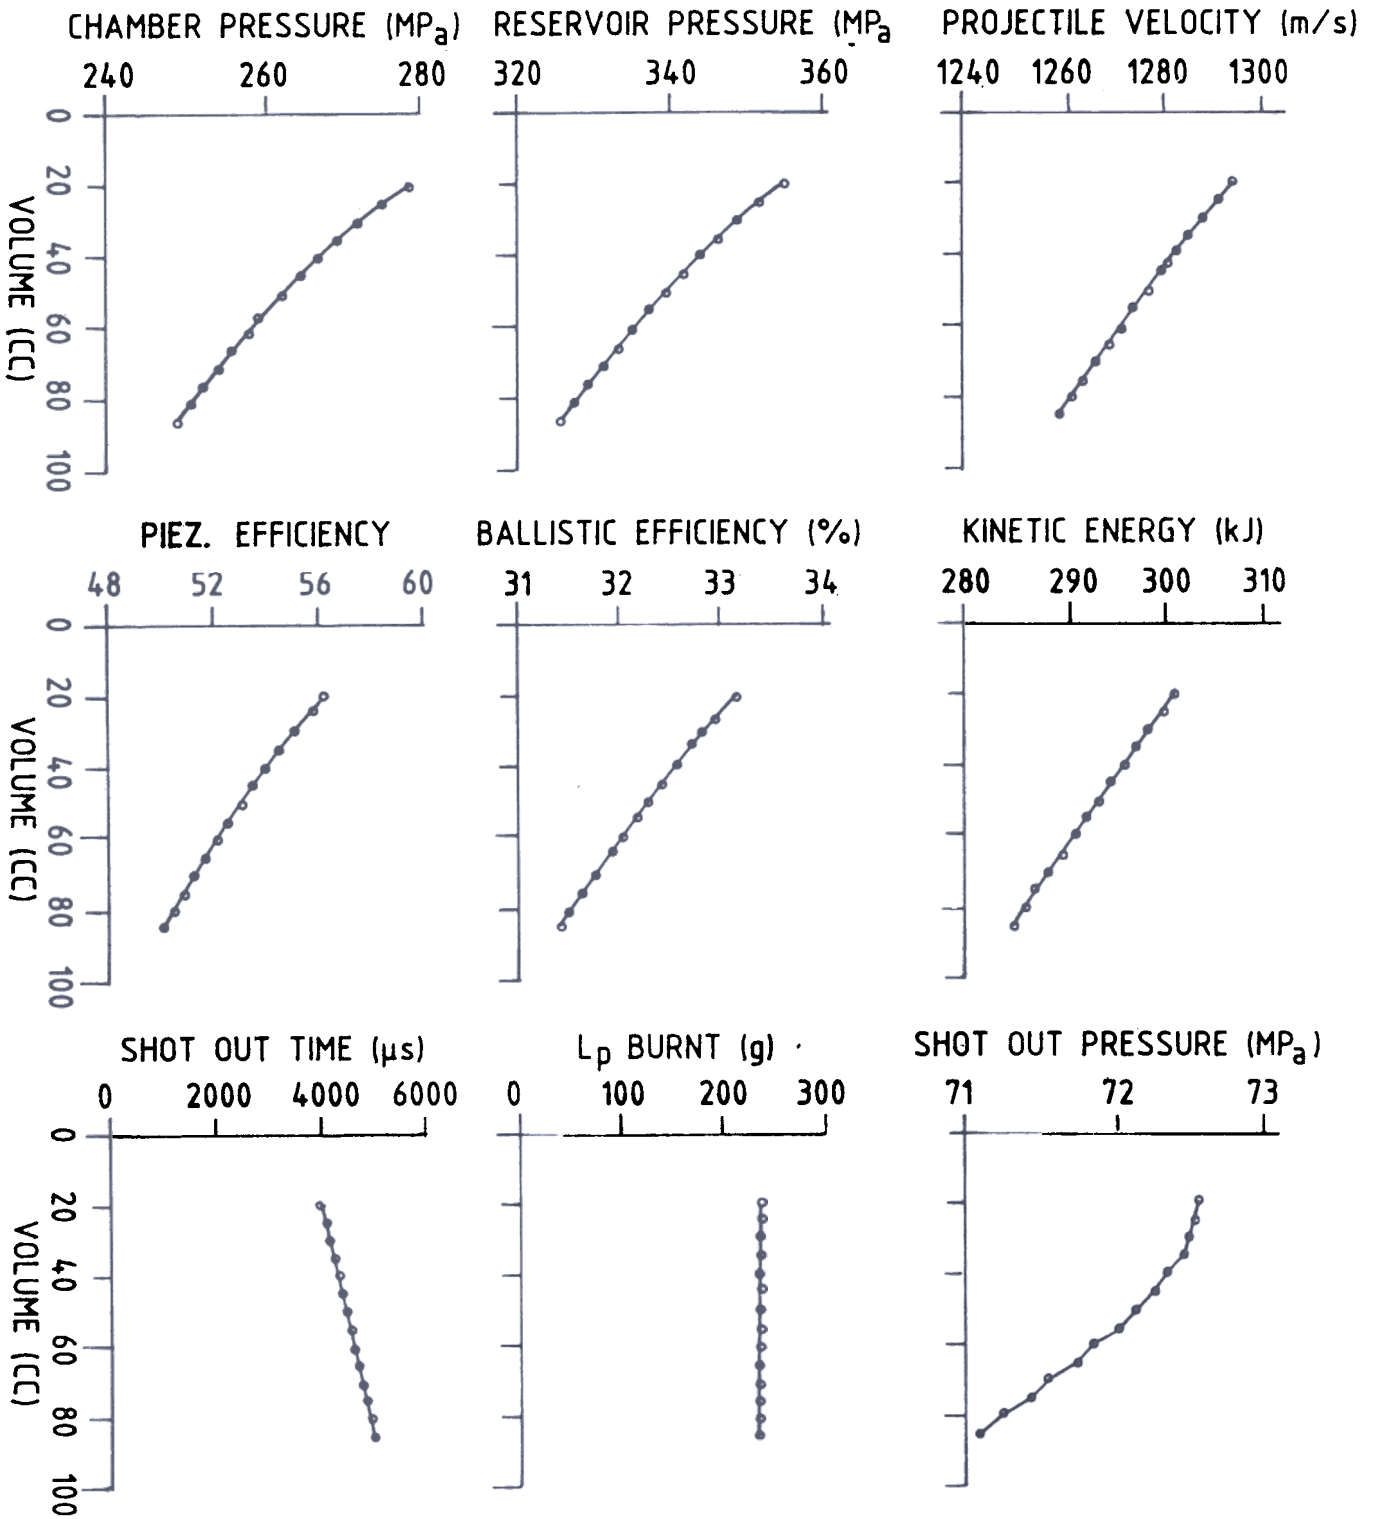 CHAMBER PRESSURE (MPa) RESERVOIR PRESSURE (MPa PROJECTILE VELOCITY (m/s)
240 260 280 320 340 360 1240 1260 1280 1300
0
20
40
60
80
100
VOLUME (CC)
PIEZ. EFFICIENCY BALLISTIC EFFICIENCY (%) KINETIC ENERGY (kJ)
48 52 56 60 31 32 33 34 280 290 300 310
0
20
40
60
80
100
VOLUME (CC)
SHOT OUT TIME (µs) Lp BURNT (g) SHOT OUT PRESSURE (MPa)
0 2000 4000 6000 0 100 200 300 71 72 73
0
20
40
60
80
100
VOLUME (CC)